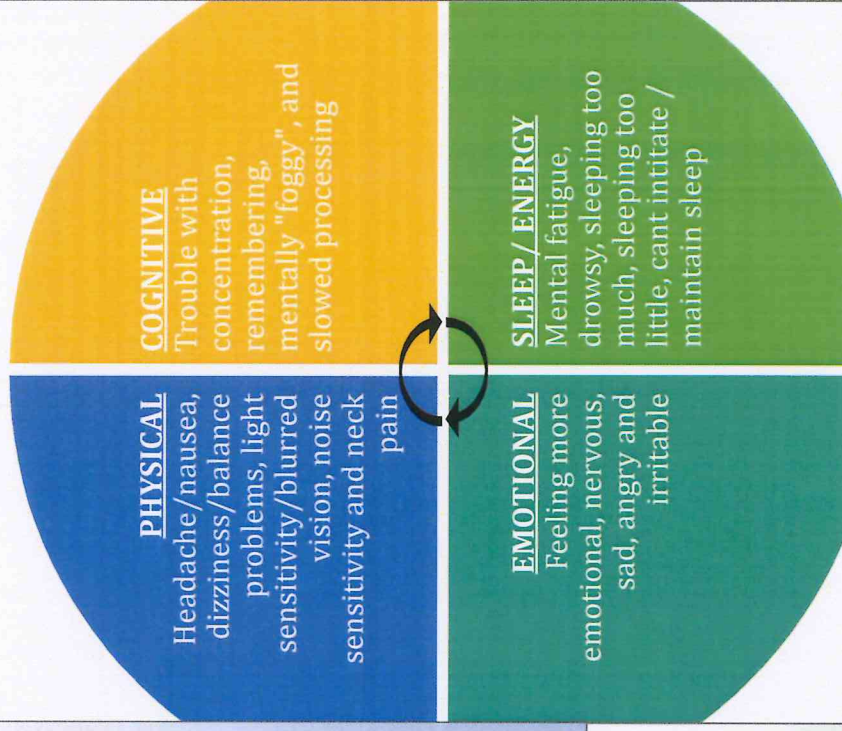 PHYSICAL
Headache/nausea,
dizziness/balance
problems, light
sensitivity/blurred
vision, noise
sensitivity and neck
pain
COGNITIVE
Trouble with
concentration,
remembering,
mentally "foggy", and
slowed processing
EMOTIONAL
Feeling more
emotional, nervous,
sad, angry and
irritable
SLEEP/ ENERGY
Mental fatigue,
drowsy, sleeping too
much, sleeping too
little, cant intitate /
maintain sleep